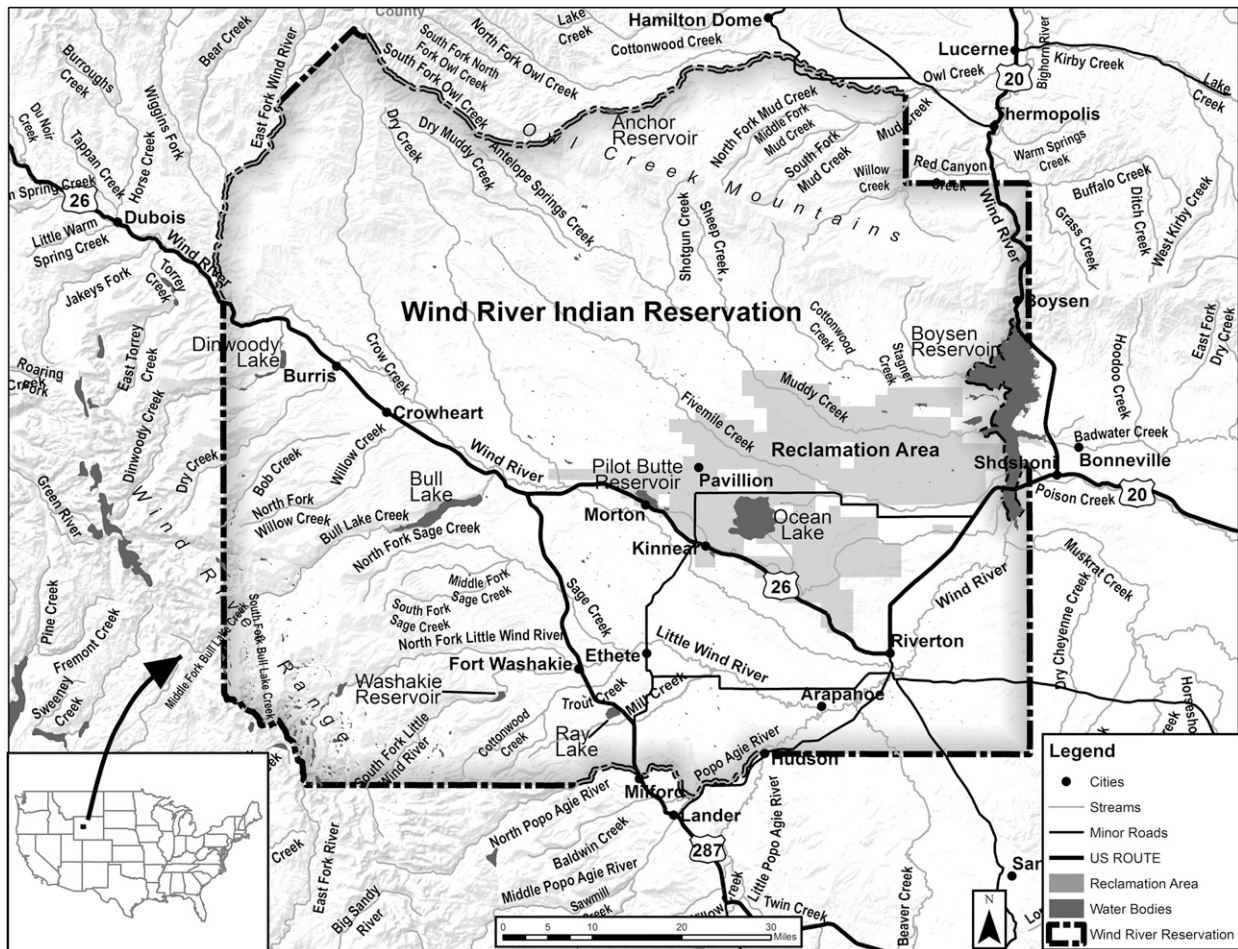 County
Lake
Creek
Hamilton Dome
Cottonwood Creek
Lucerne
Owl Creek
20
Bighorn River
Kirby Creek
Lake
Creek
Thermopolis
Warm Springs
Creek
Buffalo Creek
Ditch Creek
West Kirby Creek
Grass Creek
Red Canyon
Creek
Burroughs
Creek
Bear Creek
Wiggins Fork
East Fork Wind River
Du Noir
Creek
Tappan Creek
Horse Creek
North Fork Owl Creek
South Fork North
Fork Owl Creek
South Fork Owl Creek
Dry Creek
Dry Muddy Creek
Antelope Springs Creek
Anchor
Reservoir
Owl Creek Mountains
North Fork Mud Creek
Middle Fork
Mud Creek
South Fork
Mud Creek
Mud Creek
Willow
Creek
Shotgun Creek
Sheep Creek
n Spring Creek
26
Dubois
Little Warm
Spring Creek
Wind River
Torrey
Creek
Jakeys Fork
Wind River
Boysen
Wind River Indian Reservation
Dinwoody
Lake
Burris
Crow Creek
Crowheart
Cottonwood
Creek
Stagner
Creek
Boysen
Reservoir
Hoodoo Creek
East Fork
Dry Creek
Roaring
Fork
Creek
East Torrey
Creek
Dinwoody Creek
Dry Creek
Bob Creek
Willow Creek
North Fork
Willow Creek
Bull
Lake
Bull Lake Creek
North Fork Sage Creek
Wind River
Fivemile Creek
Muddy Creek
Reclamation Area
Pilot Butte
Reservoir
Pavillion
Morton
Ocean
Lake
Kinnear
26
Shoshoni
Badwater Creek
Bonneville
Poison Creek
20
Green River
Wind River Range
Pine Creek
Fremont Creek
Sweeney
Creek
Middle Fork Bull Lake Creek
South Fork Bull Lake Creek
Middle Fork
Sage Creek
South Fork
Sage Creek
Sage Creek
North Fork Little Wind River
Fort Washakie
Ethete
Little Wind River
Wind River
Riverton
Muskrat Creek
Dry Cheyenne Creek
Horsesho
Creek
Washakie
Reservoir
Trout Creek
Mill Creek
Ray
Lake
Arapahoe
Cottonwood
Creek
South Fork Little
Wind River
Popo Agie River
Hudson
Milford
Lander
287
North Popo Agie River
Baldwin Creek
Middle Popo Agie River
Sawmill
Creek
Little Popo Agie River
Twin Creek
Beaver Creek
Creek
East Fork River
Big Sandy
River
San
Legend
Cities
Streams
Minor Roads
US ROUTE
Reclamation Area
Water Bodies
Wind River Reservation
N
0 5 10 20 30
Miles